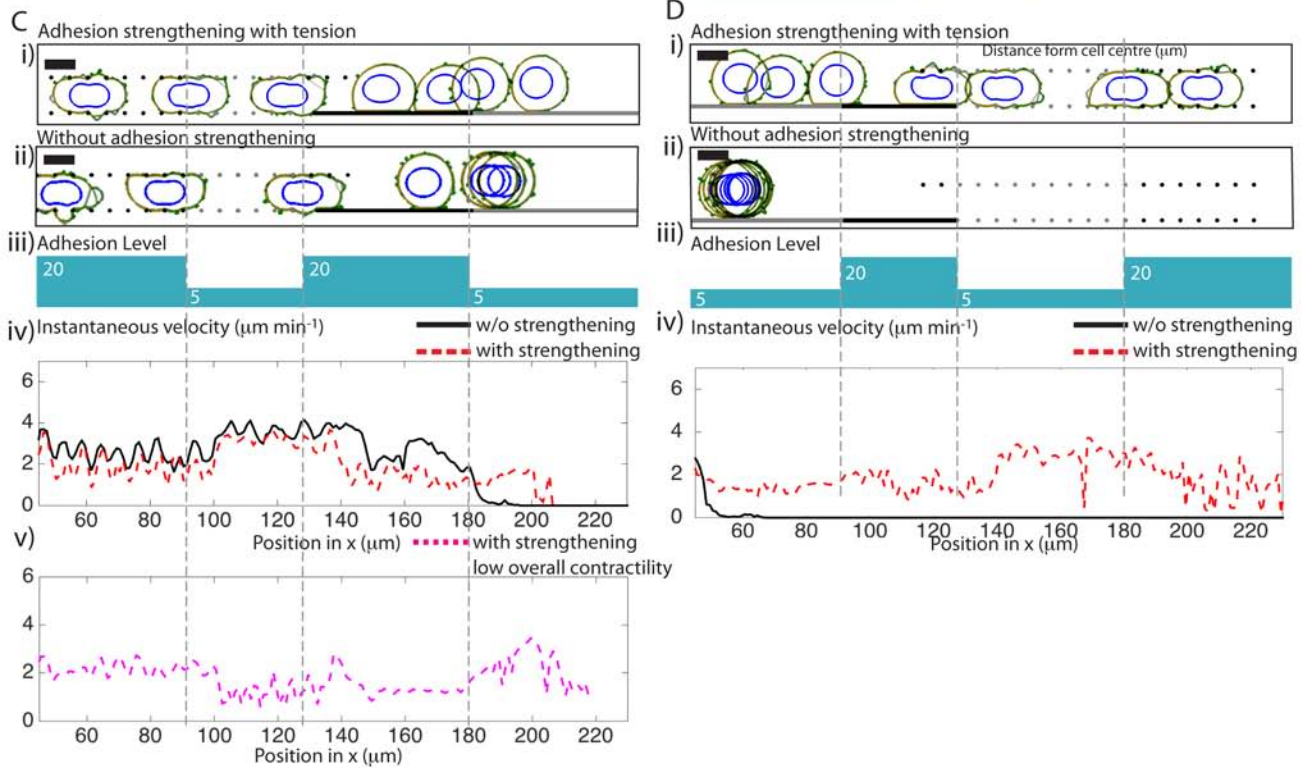 C
Adhesion strengthening with tension
i)
Without adhesion strengthening
ii)
iii) Adhesion Level
20
5
20
5
iv) Instantaneous velocity (μm min⁻¹)
w/o strengthening
with strengthening
6
4
2
0
60 80 100 120 140 160 180 200 220
Position in x (μm)
v)
with strengthening
low overall contractility
6
4
2
0
60 80 100 120 140 160 180 200 220
Position in x (μm)
D
Adhesion strengthening with tension
i)
Distance form cell centre (μm)
Without adhesion strengthening
ii)
iii)
Adhesion Level
5
20
5
20
iv) Instantaneous velocity (μm min⁻¹)
w/o strengthening
with strengthening
6
4
2
0
60 80 100 120 140 160 180 200 220
Position in x (μm)